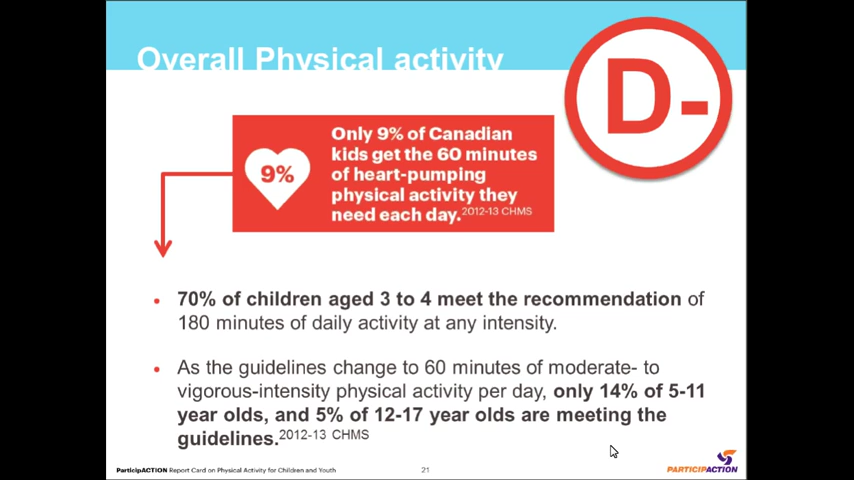 Overall Physical activity
D-
Only 9% of Canadian
kids get the 60 minutes
of heart-pumping
physical activity they
need each day.2012-13 CHMS
9%
• 70% of children aged 3 to 4 meet the recommendation of
180 minutes of daily activity at any intensity.
• As the guidelines change to 60 minutes of moderate- to
vigorous-intensity physical activity per day, only 14% of 5-11
year olds, and 5% of 12-17 year olds are meeting the
guidelines.2012-13 CHMS
ParticipACTION Report Card on Physical Activity for Children and Youth
21
PARTICIPACTION